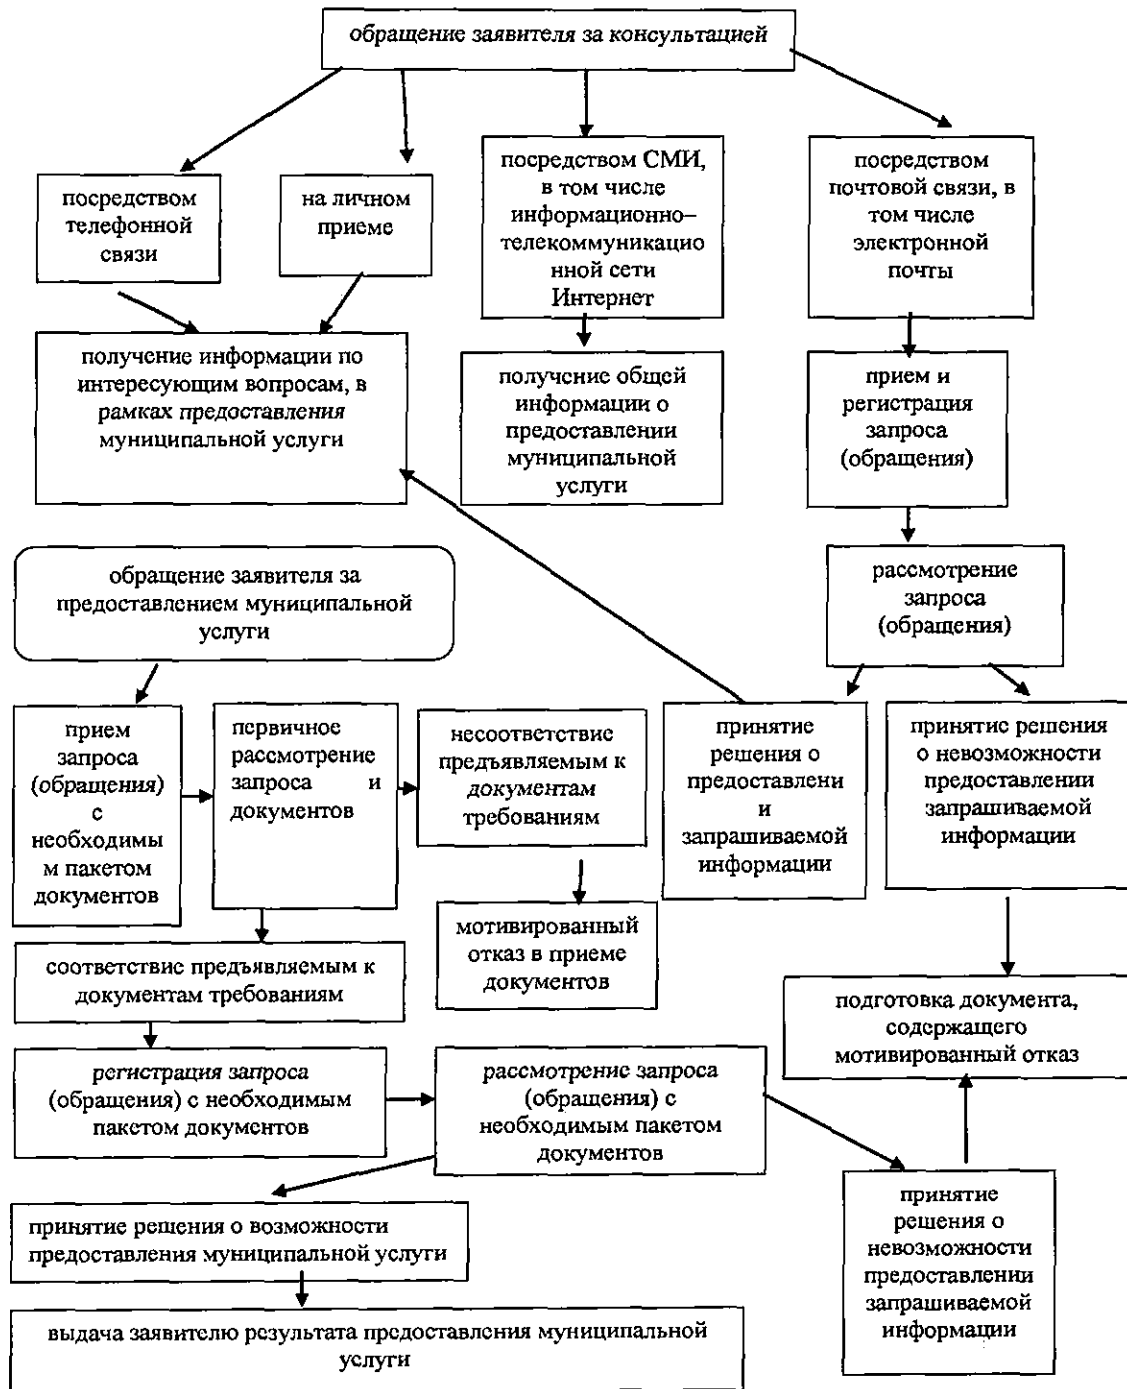 обращение заявителя за консультацией
посредством
телефонной
связи
на личном
приеме
посредством СМИ,
в том числе
информационно–
телекоммуникацио
нной сети
Интернет
посредством
почтовой связи, в
том числе
электронной
почты
получение информации по
интересующим вопросам, в
рамках предоставления
муниципальной услуги
получение общей
информации о
предоставлении
муниципальной
услуги
прием и
регистрация
запроса
(обращения)
рассмотрение
запроса
(обращения)
обращение заявителя за
предоставлением муниципальной
услуги
прием
запроса
(обращения)
с
необходимы
м пакетом
документов
первичное
рассмотрение
запроса и
документов
несоответствие
предъявляемым к
документам
требованиям
принятие
решения о
предоставлени
и
запрашиваемой
информации
принятие решения
о невозможности
предоставлении
запрашиваемой
информации
мотивированный
отказ в приеме
документов
соответствие предъявляемым к
документам требованиям
подготовка документа,
содержащего
мотивированный отказ
регистрация запроса
(обращения) с необходимым
пакетом документов
рассмотрение запроса
(обращения) с
необходимым пакетом
документов
принятие
решения о
невозможности
предоставлении
запрашиваемой
информации
принятие решения о возможности
предоставления муниципальной услуги
выдача заявителю результата предоставления муниципальной
услуги